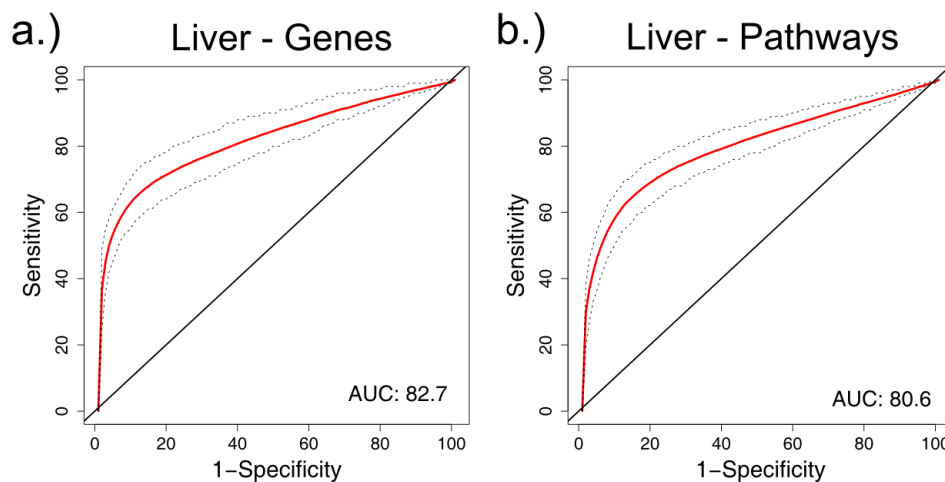 a.)
Liver - Genes
Sensitivity
100
80
60
40
20
0
AUC: 82.7
0 20 40 60 80 100
1-Specificity
b.)
Liver - Pathways
Sensitivity
100
80
60
40
20
0
AUC: 80.6
0 20 40 60 80 100
1-Specificity